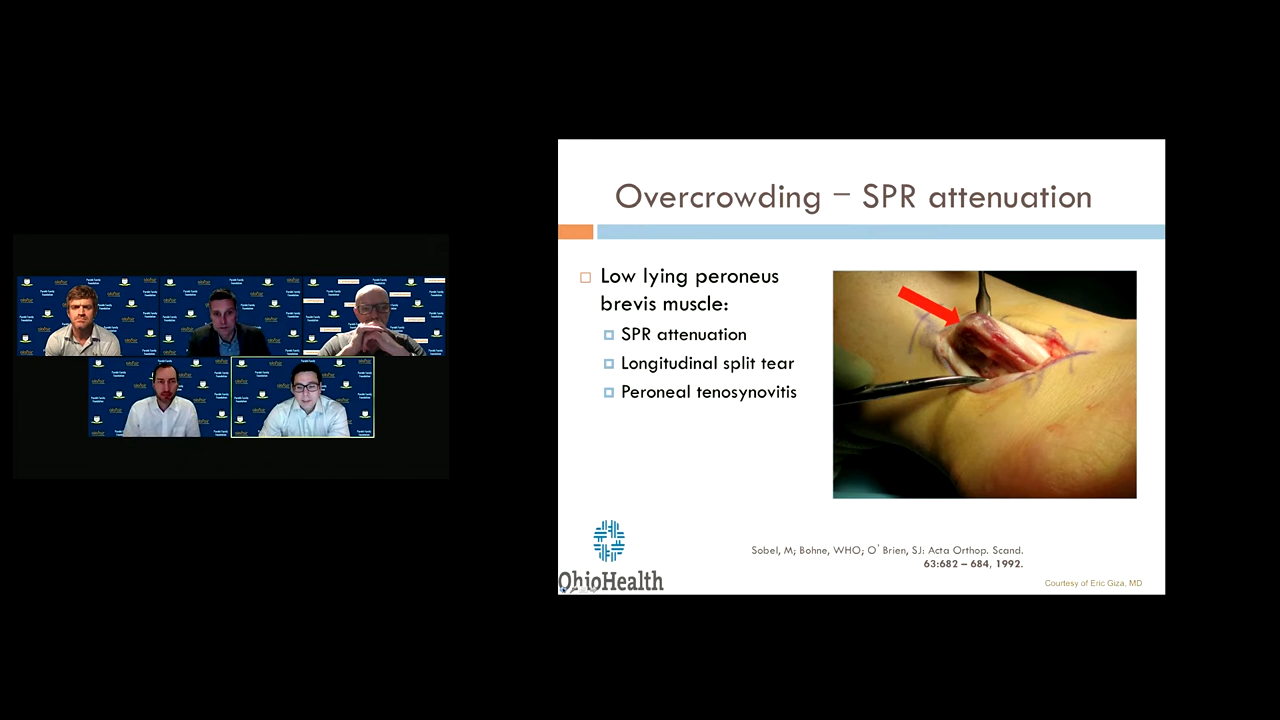 Overcrowding – SPR attenuation
Low lying peroneus
brevis muscle:
SPR attenuation
Longitudinal split tear
Peroneal tenosynovitis
Sobel, M; Bohne, WHO; O'Brien, SJ: Acta Orthop. Scand.
63:682 – 684, 1992.
Courtesy of Eric Giza, MD
OhioHealth